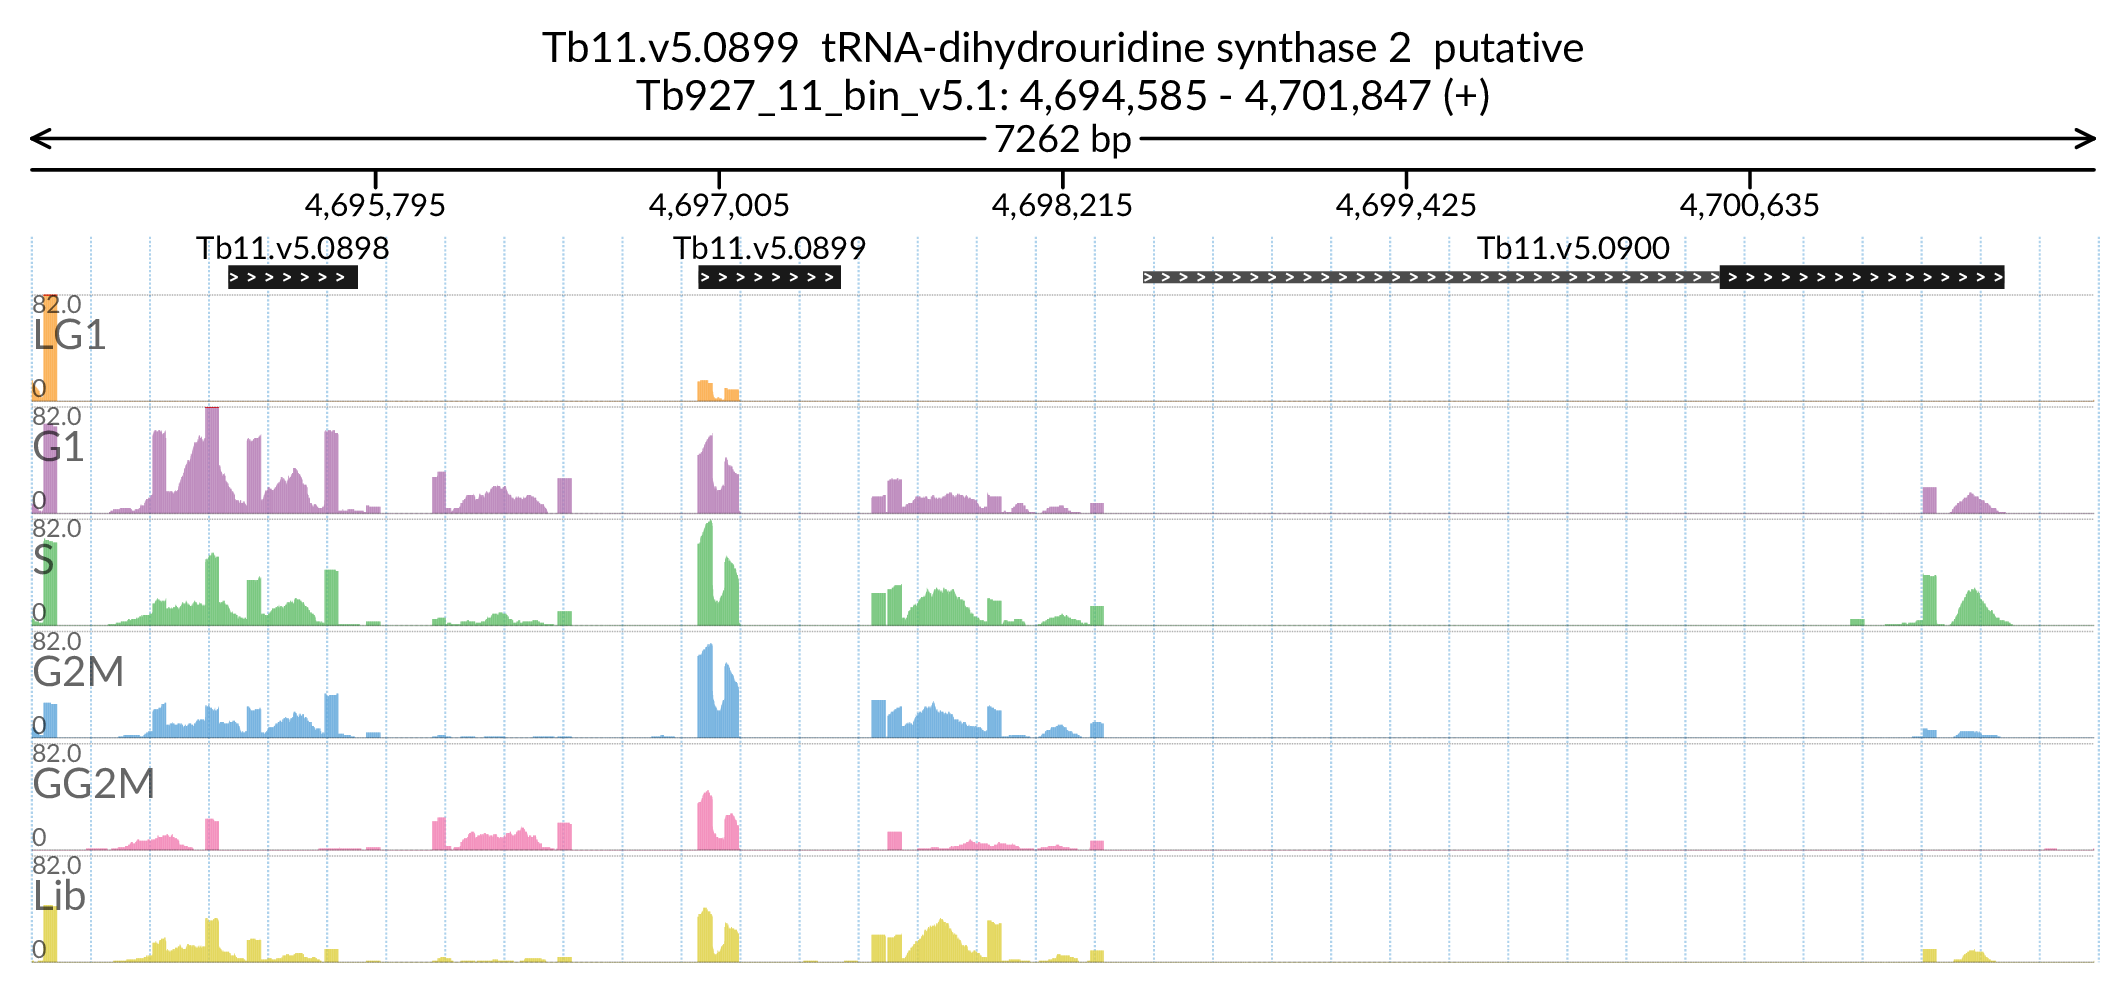 Tb11.v5.0899  tRNA-dihydrouridine synthase 2  putative
Tb927_11_bin_v5.1: 4,694,585 - 4,701,847 (+)
7262 bp
4,695,795 4,697,005 4,698,215 4,699,425 4,700,635
Tb11.v5.0898 Tb11.v5.0899 Tb11.v5.0900
82.0
LG1
0
82.0
G1
0
82.0
S
0
82.0
G2M
0
82.0
GG2M
0
82.0
Lib
0